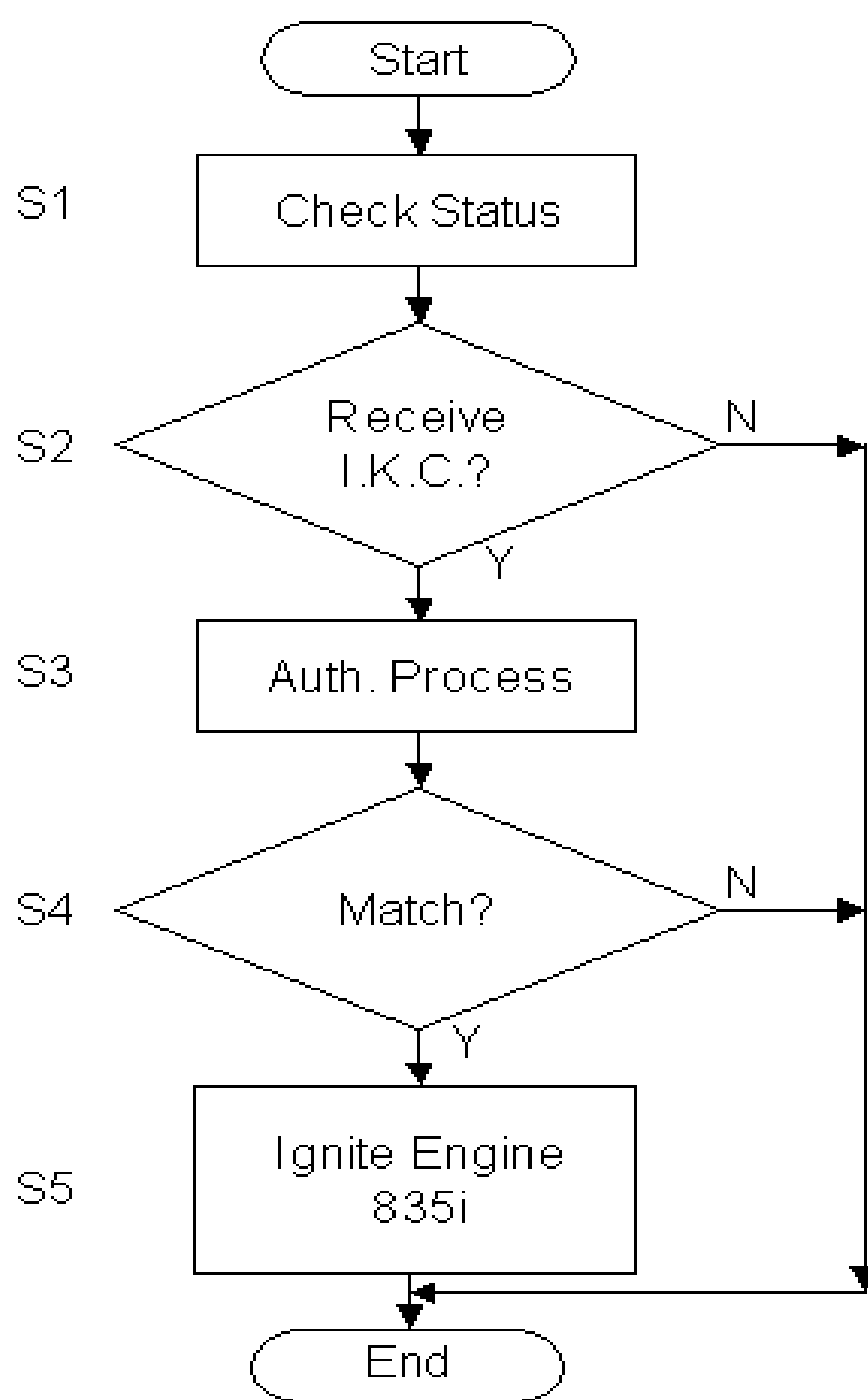 Start
S1
Check Status
S2
Receive
I.K.C.?
N
Y
S3
Auth. Process
S4
Match?
N
Y
S5
Ignite Engine
835i
End